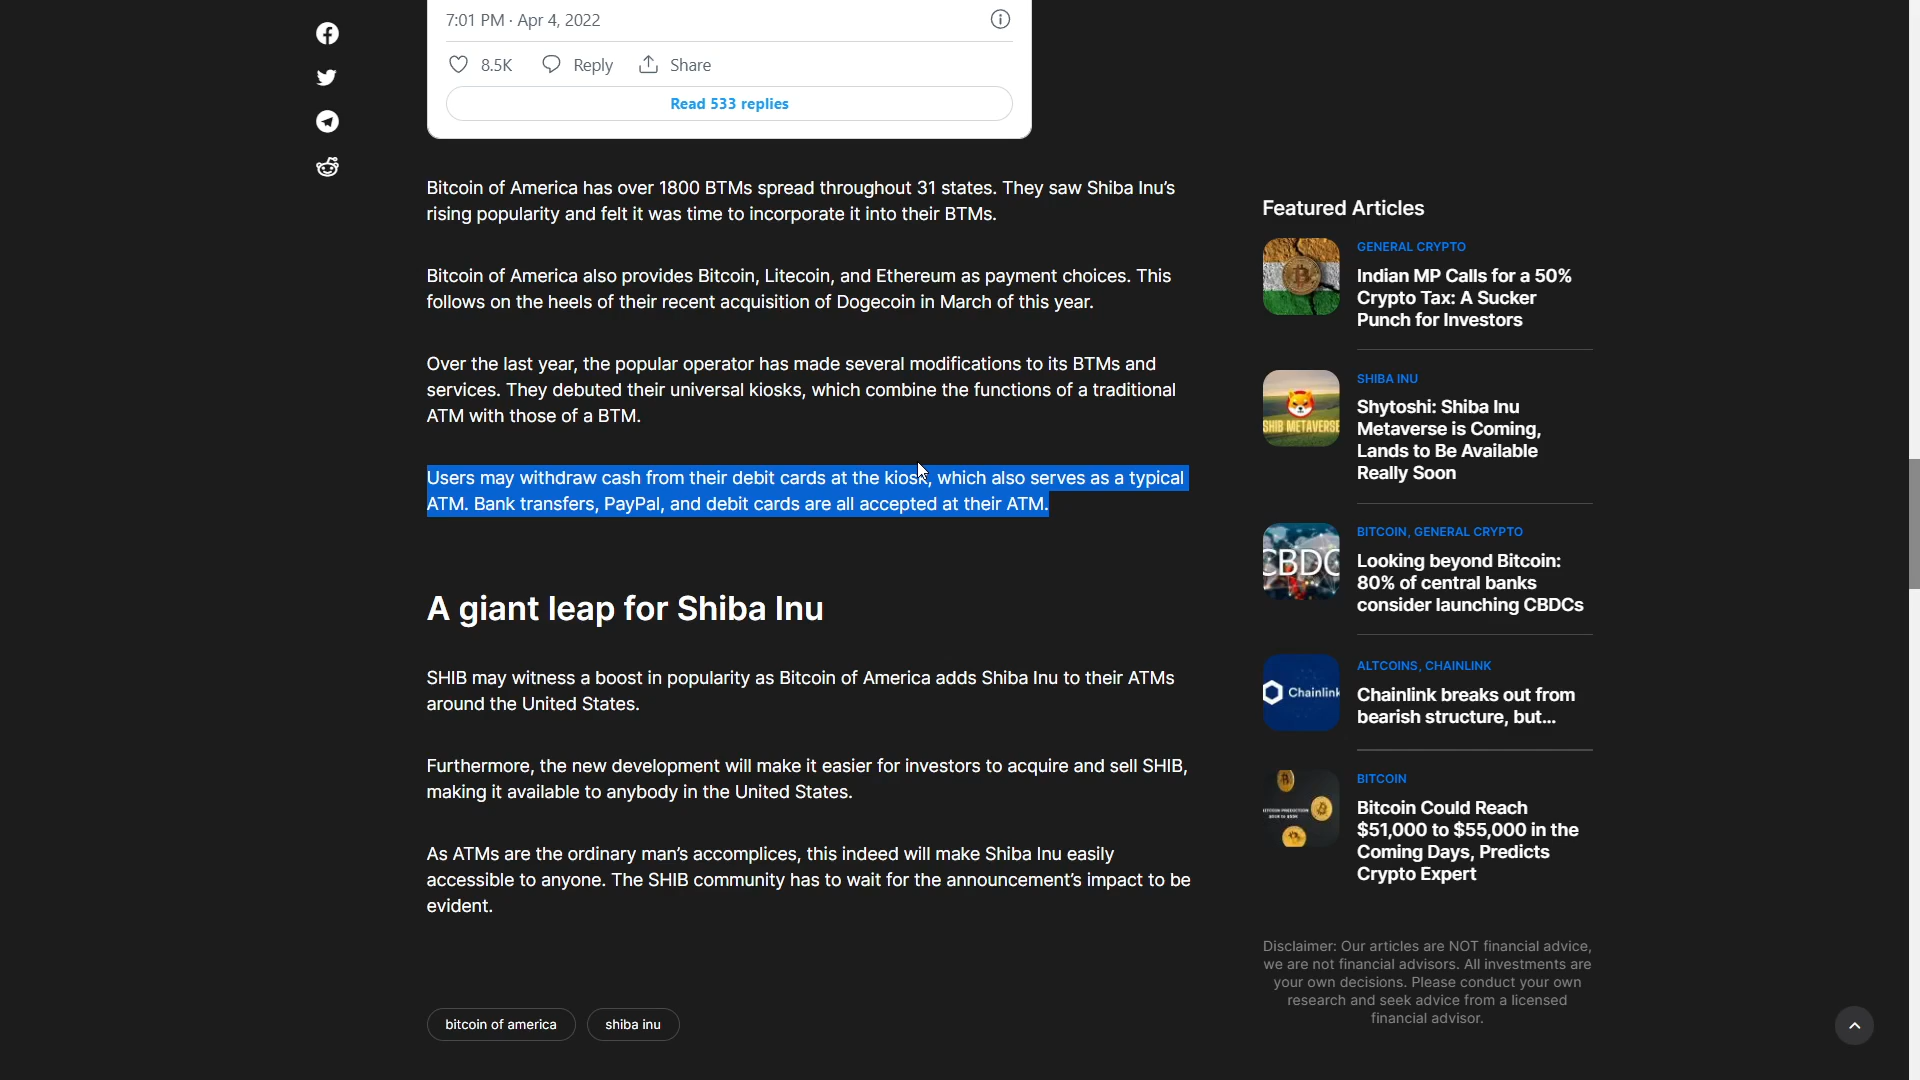 7:01 PM · Apr 4, 2022
8.5K Reply Share
Read 533 replies
Bitcoin of America has over 1800 BTMs spread throughout 31 states. They saw Shiba Inu’s
rising popularity and felt it was time to incorporate it into their BTMs.
Bitcoin of America also provides Bitcoin, Litecoin, and Ethereum as payment choices. This
follows on the heels of their recent acquisition of Dogecoin in March of this year.
Over the last year, the popular operator has made several modifications to its BTMs and
services. They debuted their universal kiosks, which combine the functions of a traditional
ATM with those of a BTM.
Users may withdraw cash from their debit cards at the kiosk, which also serves as a typical
ATM. Bank transfers, PayPal, and debit cards are all accepted at their ATM.
A giant leap for Shiba Inu
SHIB may witness a boost in popularity as Bitcoin of America adds Shiba Inu to their ATMs
around the United States.
Furthermore, the new development will make it easier for investors to acquire and sell SHIB,
making it available to anybody in the United States.
As ATMs are the ordinary man’s accomplices, this indeed will make Shiba Inu easily
accessible to anyone. The SHIB community has to wait for the announcement’s impact to be
evident.
bitcoin of america
shiba inu
Featured Articles
GENERAL CRYPTO
Indian MP Calls for a 50%
Crypto Tax: A Sucker
Punch for Investors
SHIB METAVERSE
SHIBA INU
Shytoshi: Shiba Inu
Metaverse is Coming,
Lands to Be Available
Really Soon
CBDC
BITCOIN, GENERAL CRYPTO
Looking beyond Bitcoin:
80% of central banks
consider launching CBDCs
Chainlink
ALTCOINS, CHAINLINK
Chainlink breaks out from
bearish structure, but...
BITCOIN
Bitcoin Could Reach
$51,000 to $55,000 in the
Coming Days, Predicts
Crypto Expert
Disclaimer: Our articles are NOT financial advice,
we are not financial advisors. All investments are
your own decisions. Please conduct your own
research and seek advice from a licensed
financial advisor.